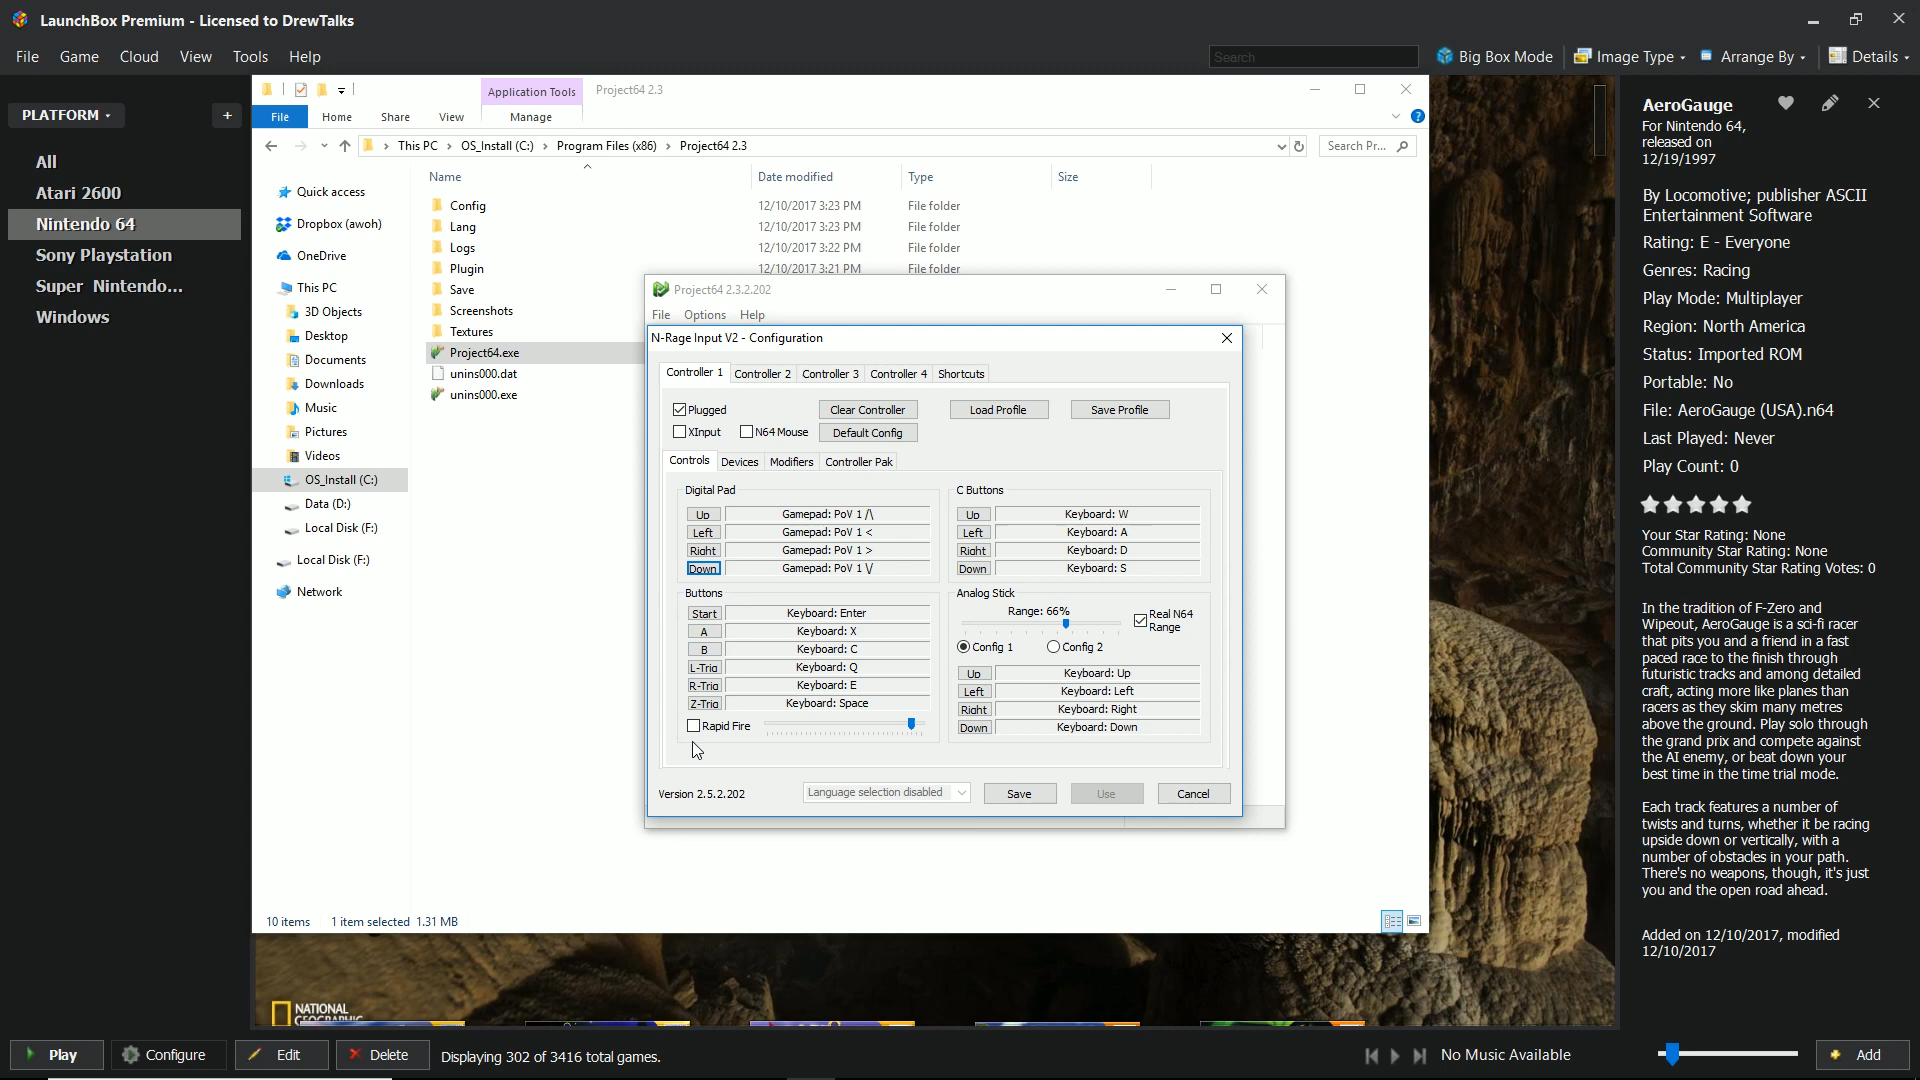 LaunchBox Premium - Licensed to DrewTalks
File Game Cloud View Tools Help
Search
Big Box Mode
Image Type
Arrange By
Details
PLATFORM
+
All
Atari 2600
Nintendo 64
Sony Playstation
Super Nintendo...
Windows
Application Tools
Project64 2.3
File Home Share View Manage
This PC > OS_Install (C:) > Program Files (x86) > Project64 2.3
Search Pr...
Name Date modified Type Size
Quick access
Dropbox (awoh)
OneDrive
This PC
3D Objects
Desktop
Documents
Downloads
Music
Pictures
Videos
OS_Install (C:)
Data (D:)
Local Disk (F:)
Local Disk (F:)
Network
Config 12/10/2017 3:23 PM File folder
Lang 12/10/2017 3:23 PM File folder
Logs 12/10/2017 3:22 PM File folder
Plugin 12/10/2017 3:21 PM File folder
Save
Screenshots
Textures
Project64.exe
unins000.dat
unins000.exe
Project64 2.3.2.202
File Options Help
N-Rage Input V2 - Configuration
Controller 1 Controller 2 Controller 3 Controller 4 Shortcuts
Plugged Clear Controller Load Profile Save Profile
XInput N64 Mouse Default Config
Controls Devices Modifiers Controller Pak
Digital Pad
Up Gamepad: PoV 1 /\
Left Gamepad: PoV 1 <
Right Gamepad: PoV 1 >
Down Gamepad: PoV 1 \/
C Buttons
Up Keyboard: W
Left Keyboard: A
Right Keyboard: D
Down Keyboard: S
Buttons
Start Keyboard: Enter
A Keyboard: X
B Keyboard: C
L-Trig Keyboard: Q
R-Trig Keyboard: E
Z-Trig Keyboard: Space
Rapid Fire
Analog Stick
Range: 66%
Real N64
Range
Config 1 Config 2
Up Keyboard: Up
Left Keyboard: Left
Right Keyboard: Right
Down Keyboard: Down
Version 2.5.2.202 Language selection disabled Save Use Cancel
10 items 1 item selected 1.31 MB
NATIONAL
GEOGRAPHIC
AeroGauge
For Nintendo 64,
released on
12/19/1997
By Locomotive; publisher ASCII
Entertainment Software
Rating: E - Everyone
Genres: Racing
Play Mode: Multiplayer
Region: North America
Status: Imported ROM
Portable: No
File: AeroGauge (USA).n64
Last Played: Never
Play Count: 0
Your Star Rating: None
Community Star Rating: None
Total Community Star Rating Votes: 0
In the tradition of F-Zero and
Wipeout, AeroGauge is a sci-fi racer
that pits you and a friend in a fast
paced race to the finish through
futuristic tracks and among detailed
craft, acting more like planes than
racers as they skim many metres
above the ground. Play solo through
the grand prix and compete against
the AI enemy, or beat down your
best time in the time trial mode.
Each track features a number of
twists and turns, whether it be racing
upside down or vertically, with a
number of obstacles in your path.
There's no weapons, though, it's just
you and the open road ahead.
Added on 12/10/2017, modified
12/10/2017
Play Configure Edit Delete Displaying 302 of 3416 total games.
No Music Available
Add